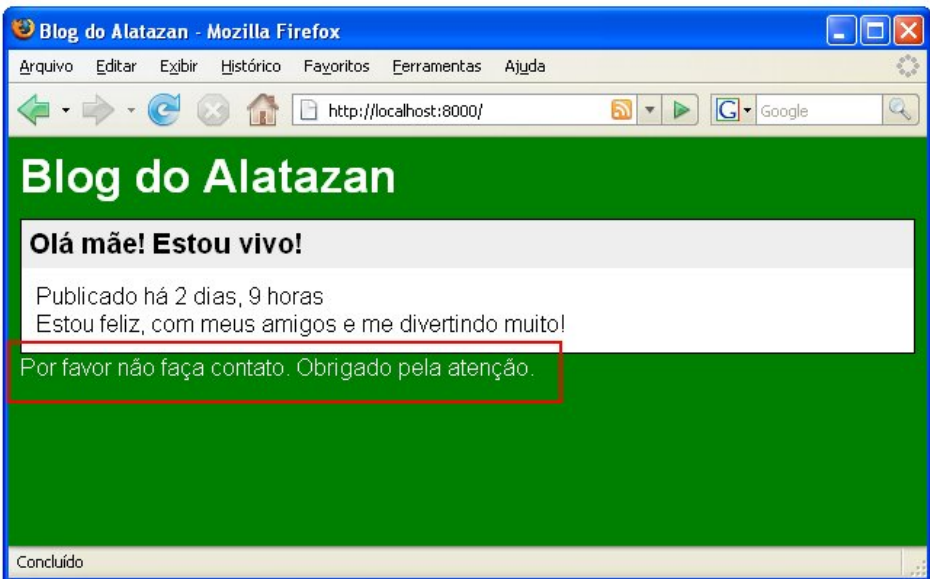 Blog do Alatazan - Mozilla Firefox
Arquivo Editar Exibir Histórico Favoritos Ferramentas Ajuda
http://localhost:8000/ G Google
Blog do Alatazan
Olá mãe! Estou vivo!
Publicado há 2 dias, 9 horas
Estou feliz, com meus amigos e me divertindo muito!
Por favor não faça contato. Obrigado pela atenção.
Concluído